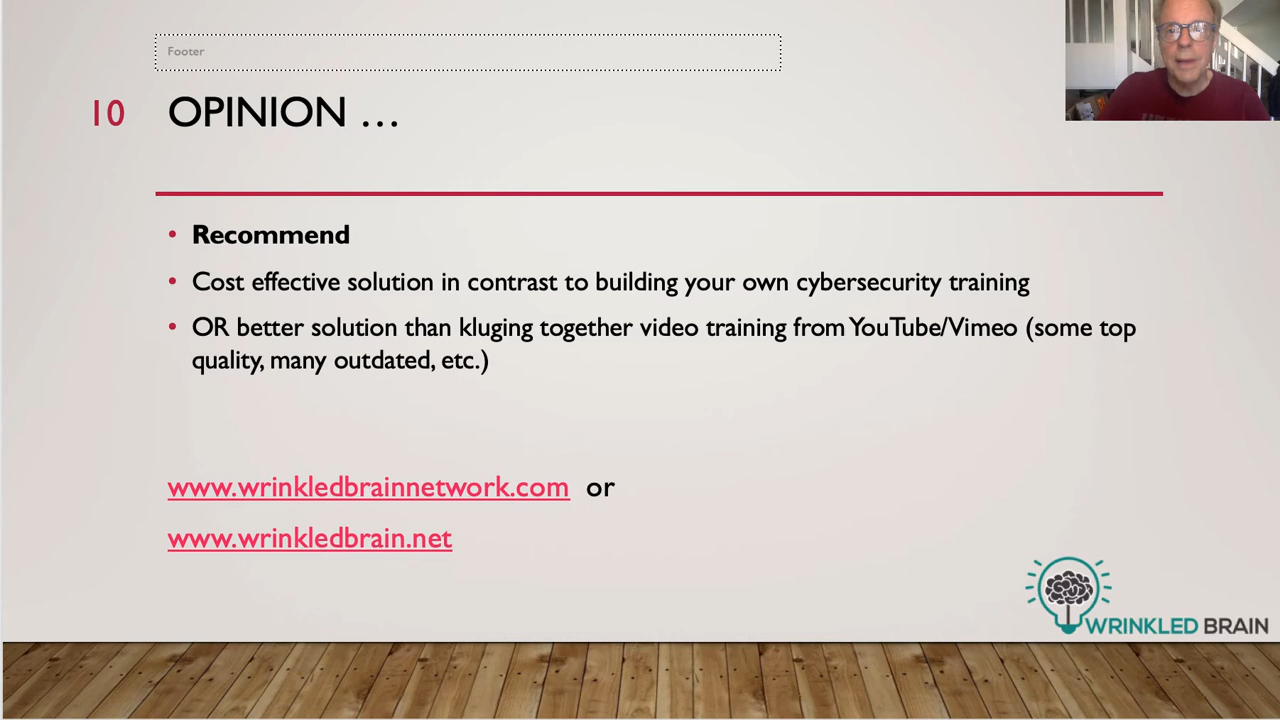 Footer
10 OPINION …
• Recommend
• Cost effective solution in contrast to building your own cybersecurity training
• OR better solution than kluging together video training from YouTube/Vimeo (some top
quality, many outdated, etc.)
www.wrinkledbrainnetwork.com or
www.wrinkledbrain.net
WRINKLED BRAIN